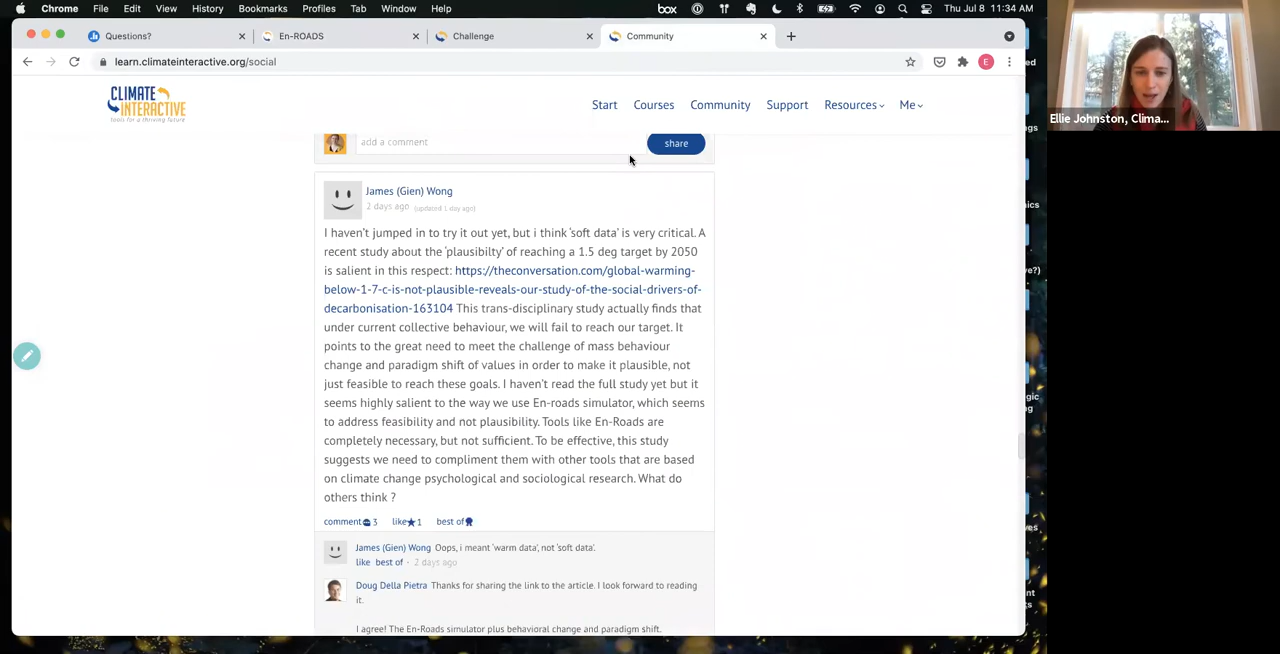 Chrome File Edit View History Bookmarks Profiles Tab Window Help box Thu Jul 8 11:34 AM
Questions? En-ROADS Challenge Community
learn.climateinteractive.org/social E
CLIMATE
INTERACTIVE
tools for a thriving future
Start Courses Community Support Resources Me
add a comment share
James (Gien) Wong
2 days ago (updated 1 day ago)
I haven't jumped in to try it out yet, but i think 'soft data' is very critical. A
recent study about the 'plausibilty' of reaching a 1.5 deg target by 2050
is salient in this respect: https://theconversation.com/global-warming-
below-1-7-c-is-not-plausible-reveals-our-study-of-the-social-drivers-of-
decarbonisation-163104 This trans-disciplinary study actually finds that
under current collective behaviour, we will fail to reach our target. It
points to the great need to meet the challenge of mass behaviour
change and paradigm shift of values in order to make it plausible, not
just feasible to reach these goals. I haven't read the full study yet but it
seems highly salient to the way we use En-roads simulator, which seems
to address feasibility and not plausibility. Tools like En-Roads are
completely necessary, but not sufficient. To be effective, this study
suggests we need to compliment them with other tools that are based
on climate change psychological and sociological research. What do
others think ?
comment 3 like 1 best of
James (Gien) Wong Oops, i meant 'warm data', not 'soft data'.
like best of - 2 days ago
Doug Della Pietra Thanks for sharing the link to the article. I look forward to reading
it.
I agree! The En-Roads simulator plus behavioral change and paradigm shift.
Ellie Johnston, Clima...